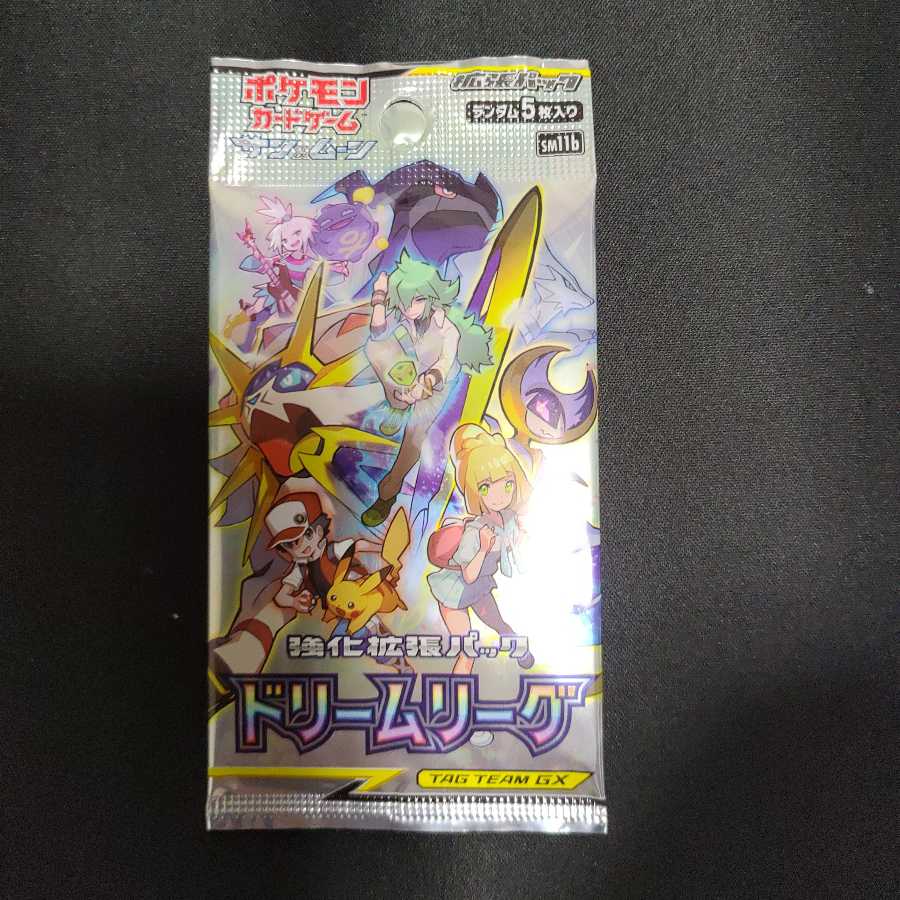 ポケモン
カードゲーム
サン&ムーン
拡張パック
ランダム5枚入り
sm11b
強化拡張パック
ドリームリーグ
TAG TEAM GX